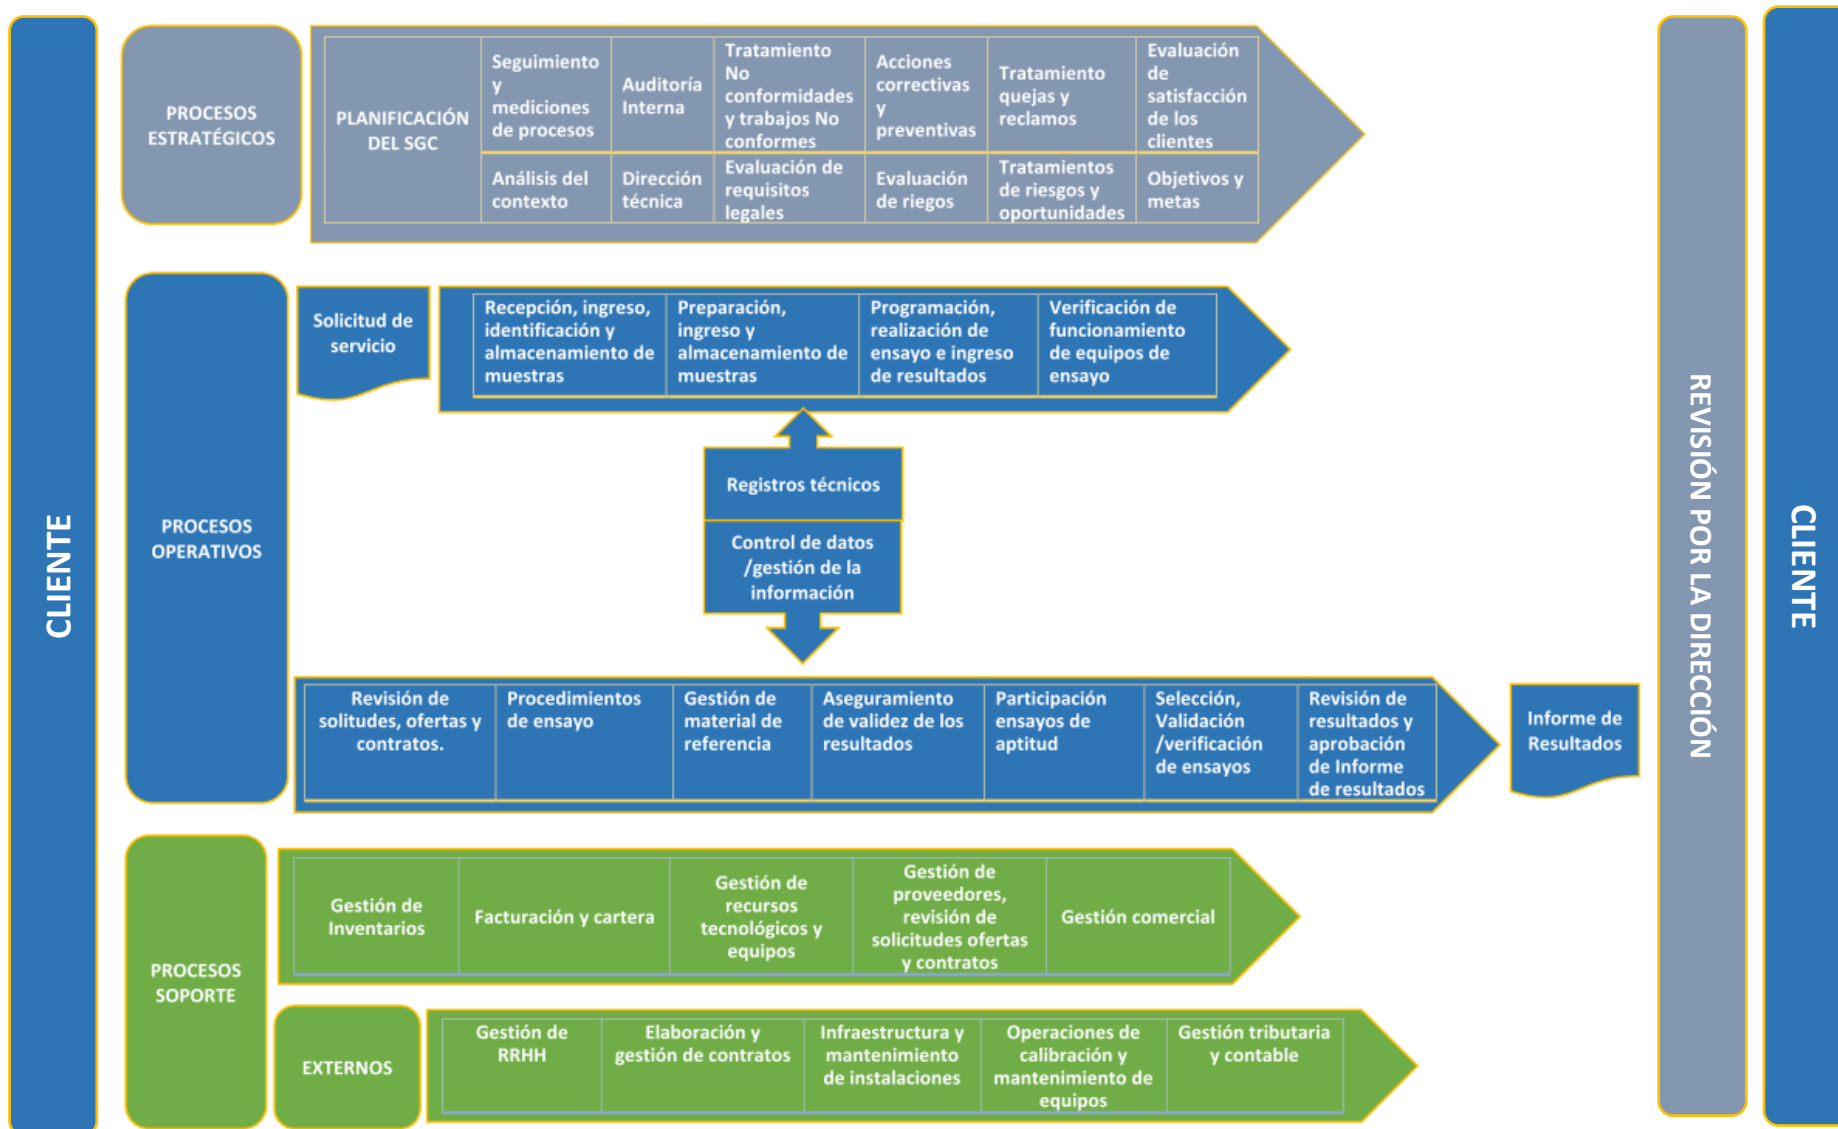 CLIENTE
PROCESOS
ESTRATÉGICOS
PLANIFICACIÓN
DEL SGC
Seguimiento
y
mediciones
de procesos
Auditoría
Interna
Tratamiento
No
conformidades
y trabajos No
conformes
Acciones
correctivas
y
preventivas
Tratamiento
quejas y
reclamos
Evaluación
de
satisfacción
de los
clientes
Análisis del
contexto
Dirección
técnica
Evaluación de
requisitos
legales
Evaluación
de riegos
Tratamientos
de riesgos y
oportunidades
Objetivos y
metas
PROCESOS
OPERATIVOS
Solicitud de
servicio
Recepción, ingreso,
identificación y
almacenamiento de
muestras
Preparación,
ingreso y
almacenamiento de
muestras
Programación,
realización de
ensayo e ingreso
de resultados
Verificación de
funcionamiento
de equipos de
ensayo
Registros técnicos
Control de datos
/gestión de la
información
Revisión de
solitudes, ofertas y
contratos.
Procedimientos
de ensayo
Gestión de
material de
referencia
Aseguramiento
de validez de los
resultados
Participación
ensayos de
aptitud
Selección,
Validación
/verificación
de ensayos
Revisión de
resultados y
aprobación
de Informe
de resultados
Informe de
Resultados
PROCESOS
SOPORTE
Gestión de
Inventarios
Facturación y cartera
Gestión de
recursos
tecnológicos y
equipos
Gestión de
proveedores,
revisión de
solicitudes ofertas
y contratos
Gestión comercial
EXTERNOS
Gestión de
RRHH
Elaboración y
gestión de contratos
Infraestructura y
mantenimiento
de instalaciones
Operaciones de
calibración y
mantenimiento de
equipos
Gestión tributaria
y contable
REVISIÓN POR LA DIRECCIÓN
CLIENTE